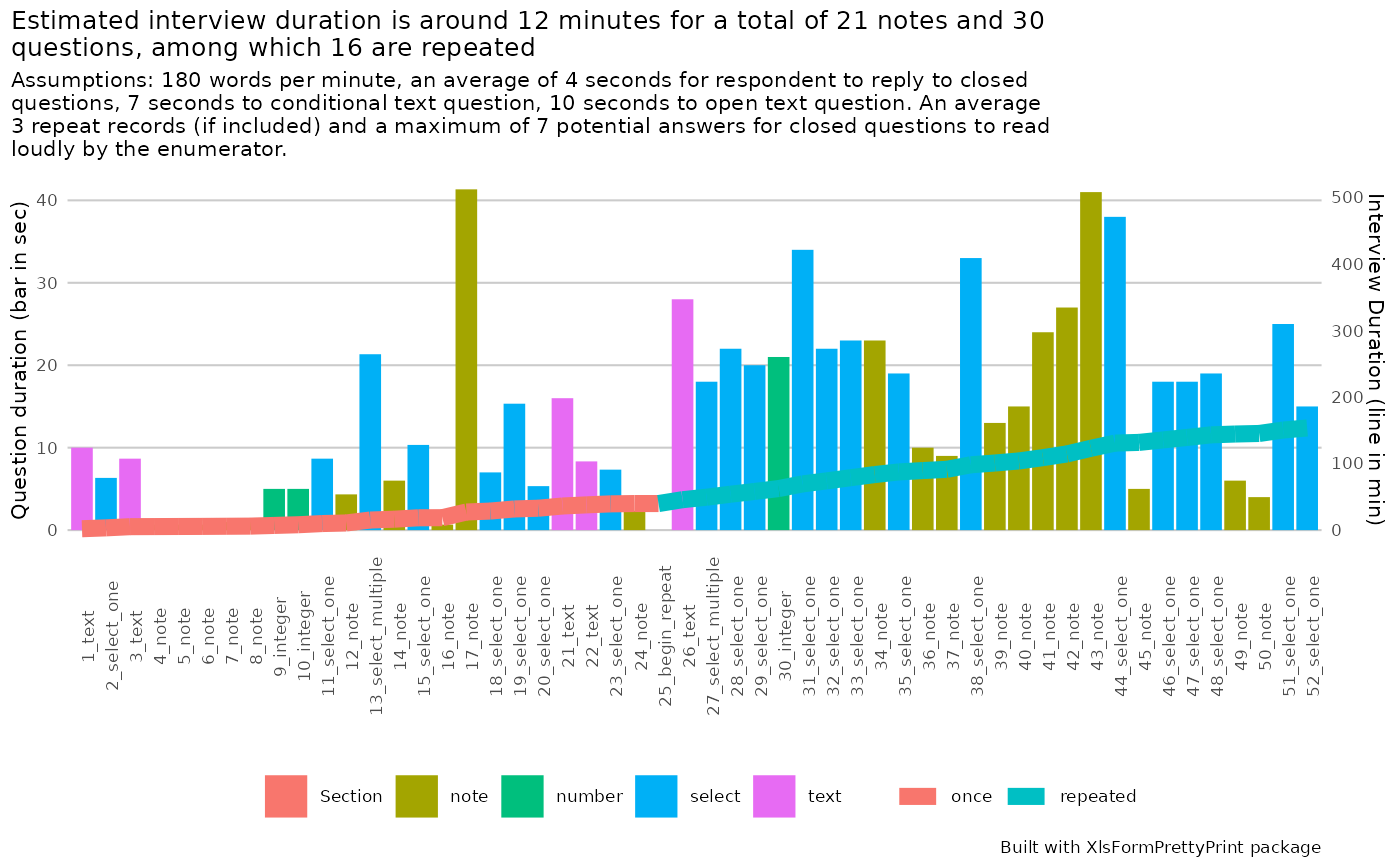 Estimated interview duration is around 12 minutes for a total of 21 notes and 30
questions, among which 16 are repeated
Assumptions: 180 words per minute, an average of 4 seconds for respondent to reply to closed
questions, 7 seconds to conditional text question, 10 seconds to open text question. An average
3 repeat records (if included) and a maximum of 7 potential answers for closed questions to read
loudly by the enumerator.
Question duration (bar in sec)
40
30
20
10
0
500
400
300
200
100
0
Interview Duration (line in min)
1_text
2_select_one
3_text
4_note
5_note
6_note
7_note
8_note
9_integer
10_integer
11_select_one
12_note
13_select_multiple
14_note
15_select_one
16_note
17_note
18_select_one
19_select_one
20_select_one
21_text
22_text
23_select_one
24_note
25_begin_repeat
26_text
27_select_multiple
28_select_one
29_select_one
30_integer
31_select_one
32_select_one
33_select_one
34_note
35_select_one
36_note
37_note
38_select_one
39_note
40_note
41_note
42_note
43_note
44_select_one
45_note
46_select_one
47_select_one
48_select_one
49_note
50_note
51_select_one
52_select_one
Section
note
number
select
text
once
repeated
Built with XlsFormPrettyPrint package